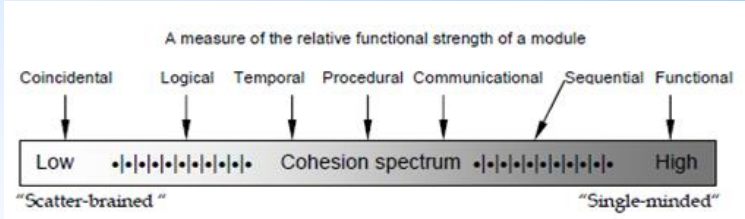 A measure of the relative functional strength of a module
Coincidental Logical Temporal Procedural Communicational Sequential Functional
Low Cohesion spectrum High
"Scatter-brained " "Single-minded"